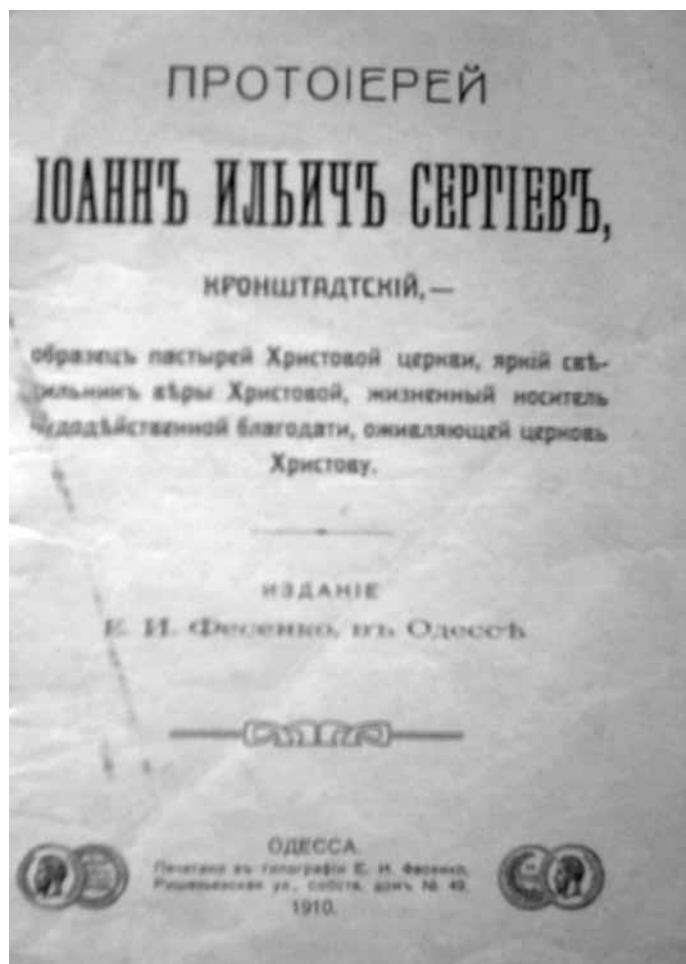 ПРОТОІЕРЕЙ
ІОАННЪ ИЛЬИЧЪ СЕРГІЕВЪ,
КРОНШТАДТСКІЙ,—
образецъ пастырей Христовой церкви, яркій свѣ-
тильникъ вѣры Христовой, жизненный носитель
чудодѣйственной благодати, оживляющей церковь
Христову.
ИЗДАНІЕ
Е. И. Фесенко, въ Одессѣ
ОДЕССА.
Печатано въ типографіи Е. И. Фесенко,
Ришельевская ул., собств. домъ № 49.
1910.